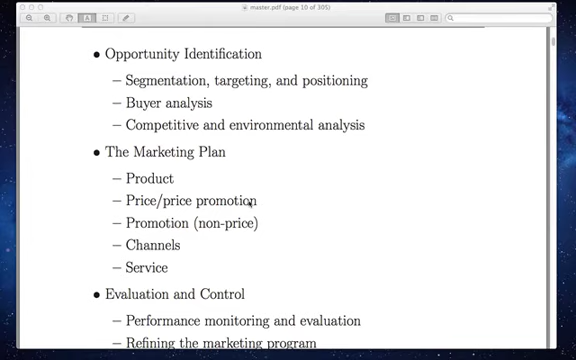 master.pdf (page 10 of 305)
• Opportunity Identification
– Segmentation, targeting, and positioning
– Buyer analysis
– Competitive and environmental analysis
• The Marketing Plan
– Product
– Price/price promotion
– Promotion (non-price)
– Channels
– Service
• Evaluation and Control
– Performance monitoring and evaluation
– Refining the marketing program